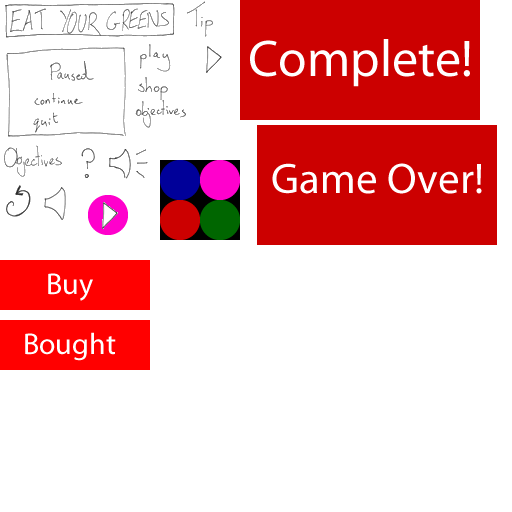 EAT YOUR GREENS
Tip
Complete!
play
Paused
shop
continue
objectives
quit
Game Over!
Objectives
?
Buy
Bought